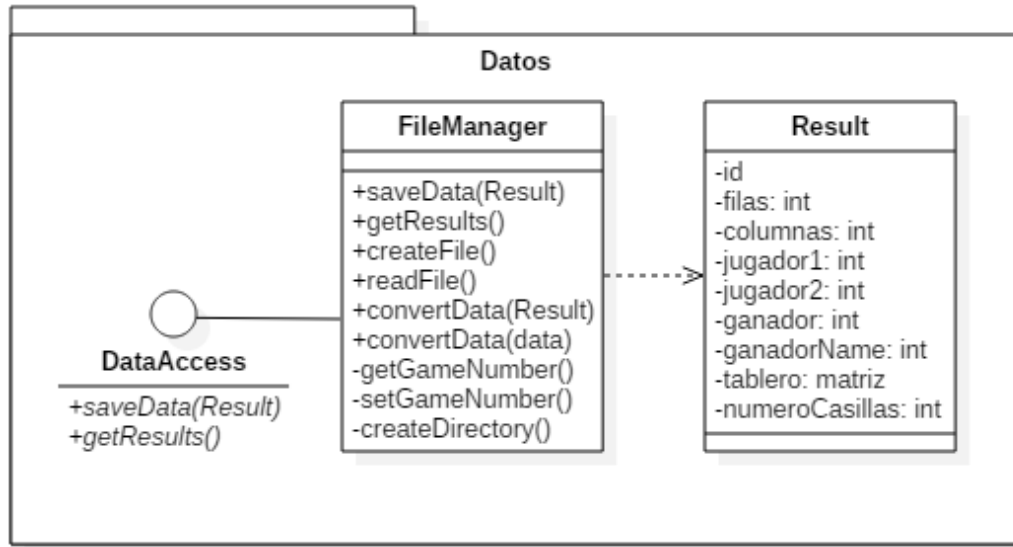 Datos
FileManager
+saveData(Result)
+getResults()
+createFile()
+readFile()
+convertData(Result)
+convertData(data)
-getGameNumber()
-setGameNumber()
-createDirectory()
Result
-id
-filas: int
-columnas: int
-jugador1: int
-jugador2: int
-ganador: int
-ganadorName: int
-tablero: matriz
-numeroCasillas: int
DataAccess
+saveData(Result)
+getResults()